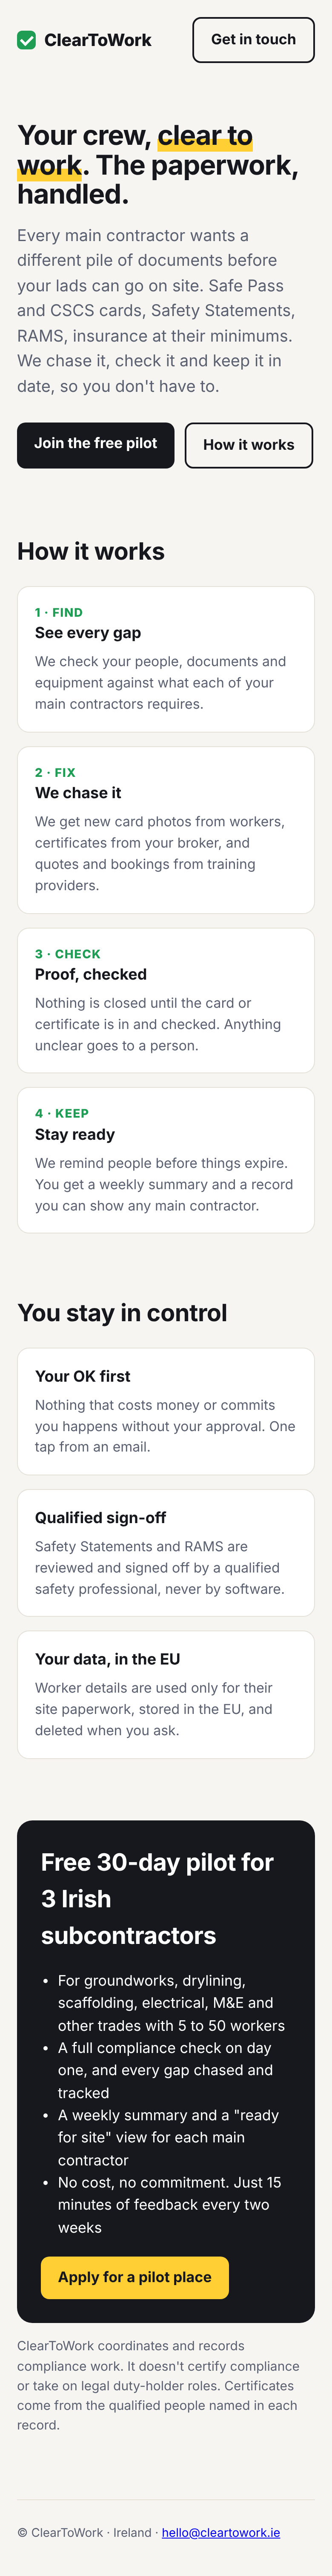 ClearToWork
Get in touch
Your crew, clear to
work. The paperwork,
handled.
Every main contractor wants a
different pile of documents before
your lads can go on site. Safe Pass
and CSCS cards, Safety Statements,
RAMS, insurance at their minimums.
We chase it, check it and keep it in
date, so you don't have to.
Join the free pilot
How it works
How it works
1 · FIND
See every gap
We check your people, documents and
equipment against what each of your
main contractors requires.
2 · FIX
We chase it
We get new card photos from workers,
certificates from your broker, and
quotes and bookings from training
providers.
3 · CHECK
Proof, checked
Nothing is closed until the card or
certificate is in and checked. Anything
unclear goes to a person.
4 · KEEP
Stay ready
We remind people before things expire.
You get a weekly summary and a record
you can show any main contractor.
You stay in control
Your OK first
Nothing that costs money or commits
you happens without your approval. One
tap from an email.
Qualified sign-off
Safety Statements and RAMS are
reviewed and signed off by a qualified
safety professional, never by software.
Your data, in the EU
Worker details are used only for their
site paperwork, stored in the EU, and
deleted when you ask.
Free 30-day pilot for
3 Irish
subcontractors
• For groundworks, drylining,
scaffolding, electrical, M&E and
other trades with 5 to 50 workers
• A full compliance check on day
one, and every gap chased and
tracked
• A weekly summary and a "ready
for site" view for each main
contractor
• No cost, no commitment. Just 15
minutes of feedback every two
weeks
Apply for a pilot place
ClearToWork coordinates and records
compliance work. It doesn't certify compliance
or take on legal duty-holder roles. Certificates
come from the qualified people named in each
record.
© ClearToWork · Ireland · hello@cleartowork.ie